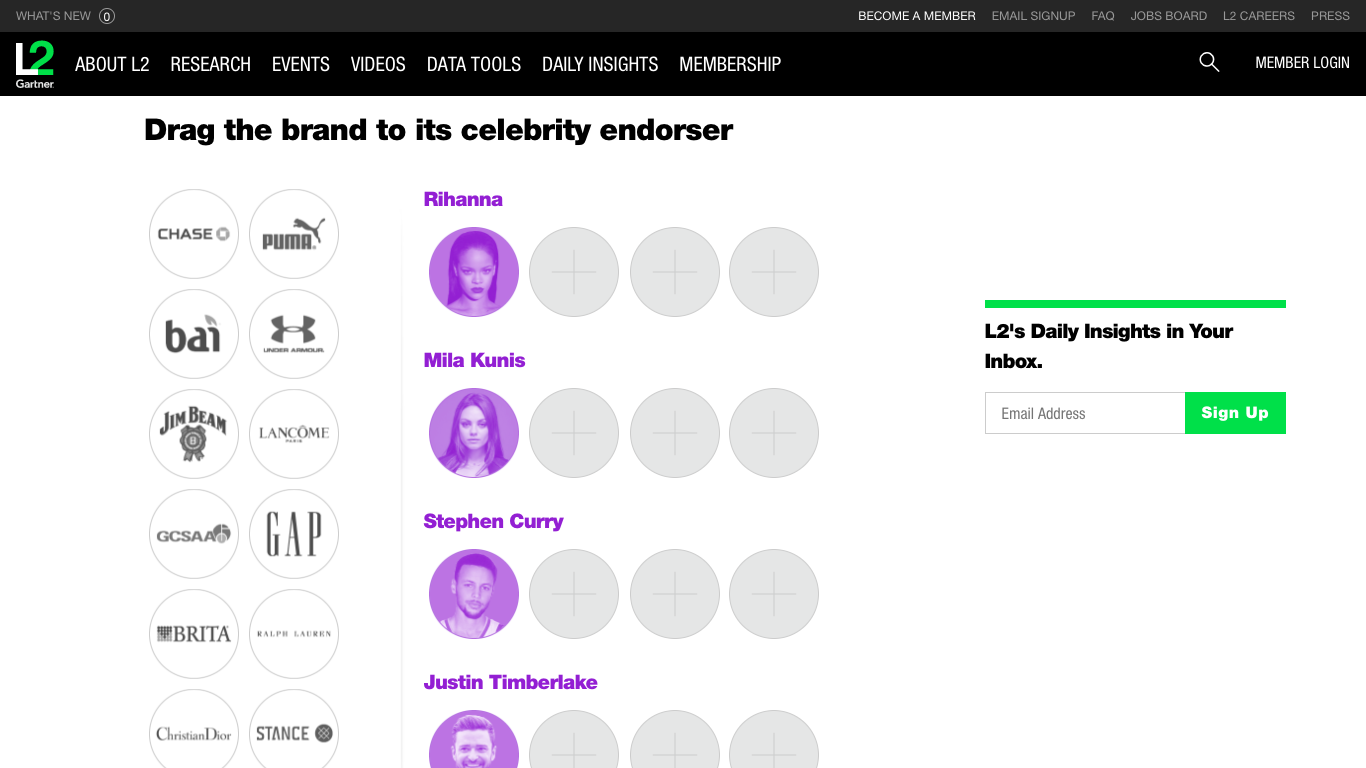 WHAT'S NEW 0
BECOME A MEMBER EMAIL SIGNUP FAQ JOBS BOARD L2 CAREERS PRESS
L2
Gartner
ABOUT L2 RESEARCH EVENTS VIDEOS DATA TOOLS DAILY INSIGHTS MEMBERSHIP
MEMBER LOGIN
Drag the brand to its celebrity endorser
CHASE
PUMA
bai
UNDER ARMOUR
JIM BEAM
B
LANCÔME
PARIS
GCSAA
GAP
BRITA
RALPH LAUREN
ChristianDior
STANCE
Rihanna
Mila Kunis
Stephen Curry
Justin Timberlake
L2's Daily Insights in Your
Inbox.
Email Address
Sign Up